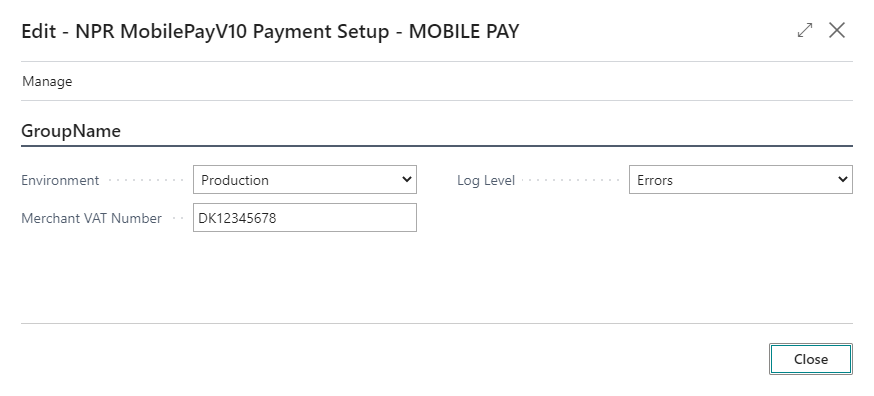 Edit - NPR MobilePayV10 Payment Setup - MOBILE PAY
Manage
GroupName
Environment Production Log Level Errors
Merchant VAT Number DK12345678
Close